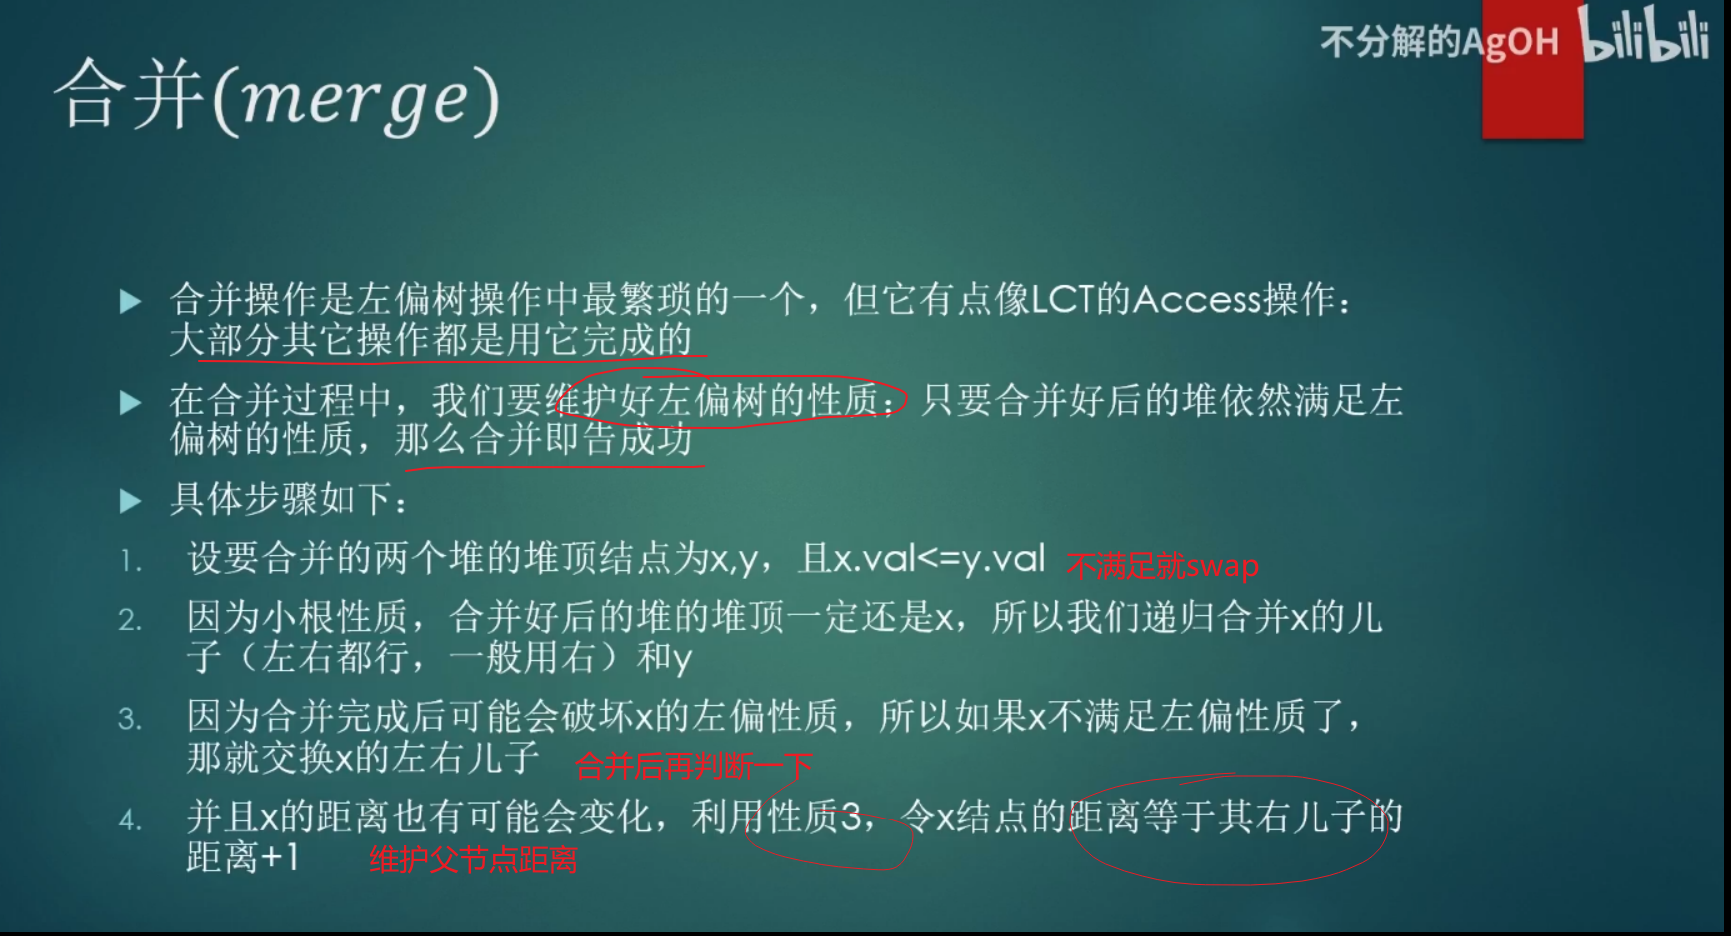 不分解的AgOH bilibili
合并(merge)
合并操作是左偏树操作中最繁琐的一个，但它有点像LCT的Access操作：
大部分其它操作都是用它完成的
在合并过程中，我们要维护好左偏树的性质；只要合并好后的堆依然满足左
偏树的性质，那么合并即告成功
具体步骤如下：
1. 设要合并的两个堆的堆顶结点为x,y，且x.val<=y.val 不满足就swap
2. 因为小根性质，合并好后的堆的堆顶一定还是x，所以我们递归合并x的儿
子（左右都行，一般用右）和y
3. 因为合并完成后可能会破坏x的左偏性质，所以如果x不满足左偏性质了，
那就交换x的左右儿子 合并后再判断一下
4. 并且x的距离也有可能会变化，利用性质3，令x结点的距离等于其右儿子的
距离+1 维护父节点距离